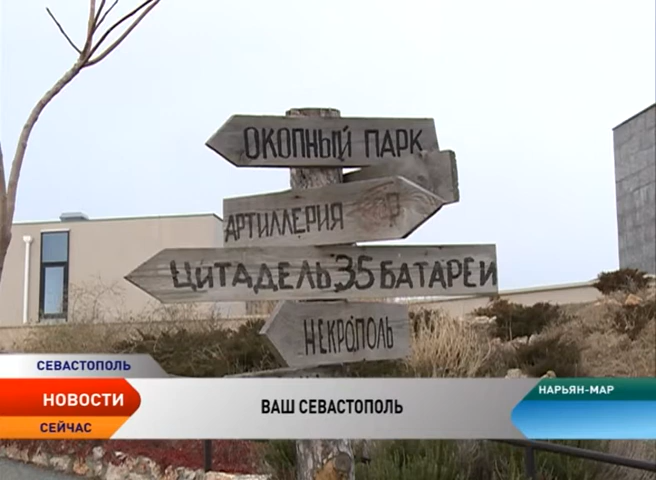 ОКОПНЫЙ ПАРК
АРТИЛЛЕРИЯ
ЦИТАДЕЛЬ 35 БАТАРЕИ
НЕКРОПОЛЬ
СЕВАСТОПОЛЬ
НОВОСТИ
СЕЙЧАС
ВАШ СЕВАСТОПОЛЬ
НАРЬЯН-МАР